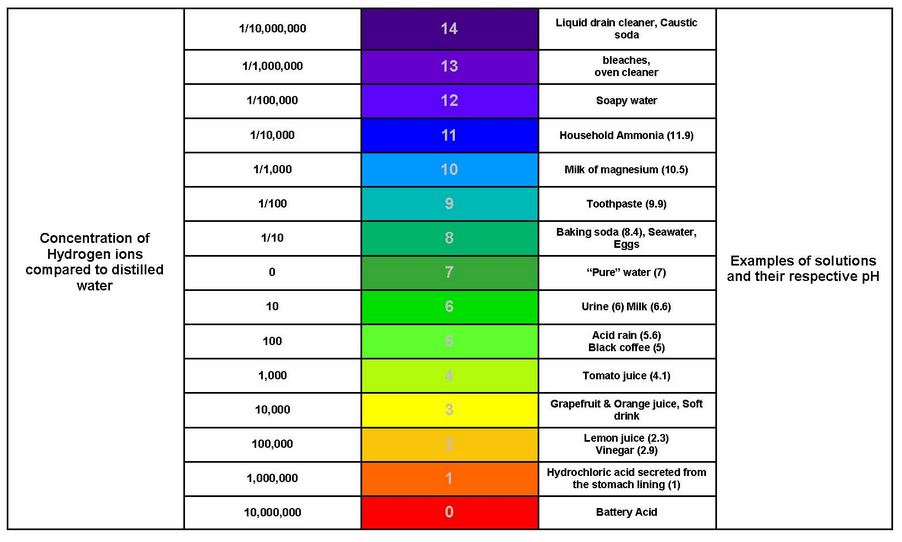 Concentration of
Hydrogen ions
compared to distilled
water
1/10,000,000
14
Liquid drain cleaner, Caustic
soda
1/1,000,000
13
bleaches,
oven cleaner
1/100,000
12
Soapy water
1/10,000
11
Household Ammonia (11.9)
1/1,000
10
Milk of magnesium (10.5)
1/100
9
Toothpaste (9.9)
1/10
8
Baking soda (8.4), Seawater,
Eggs
0
7
“Pure” water (7)
10
6
Urine (6) Milk (6.6)
100
5
Acid rain (5.6)
Black coffee (5)
1,000
4
Tomato juice (4.1)
10,000
3
Grapefruit & Orange juice, Soft
drink
100,000
2
Lemon juice (2.3)
Vinegar (2.9)
1,000,000
1
Hydrochloric acid secreted from
the stomach lining (1)
10,000,000
0
Battery Acid
Examples of solutions
and their respective pH